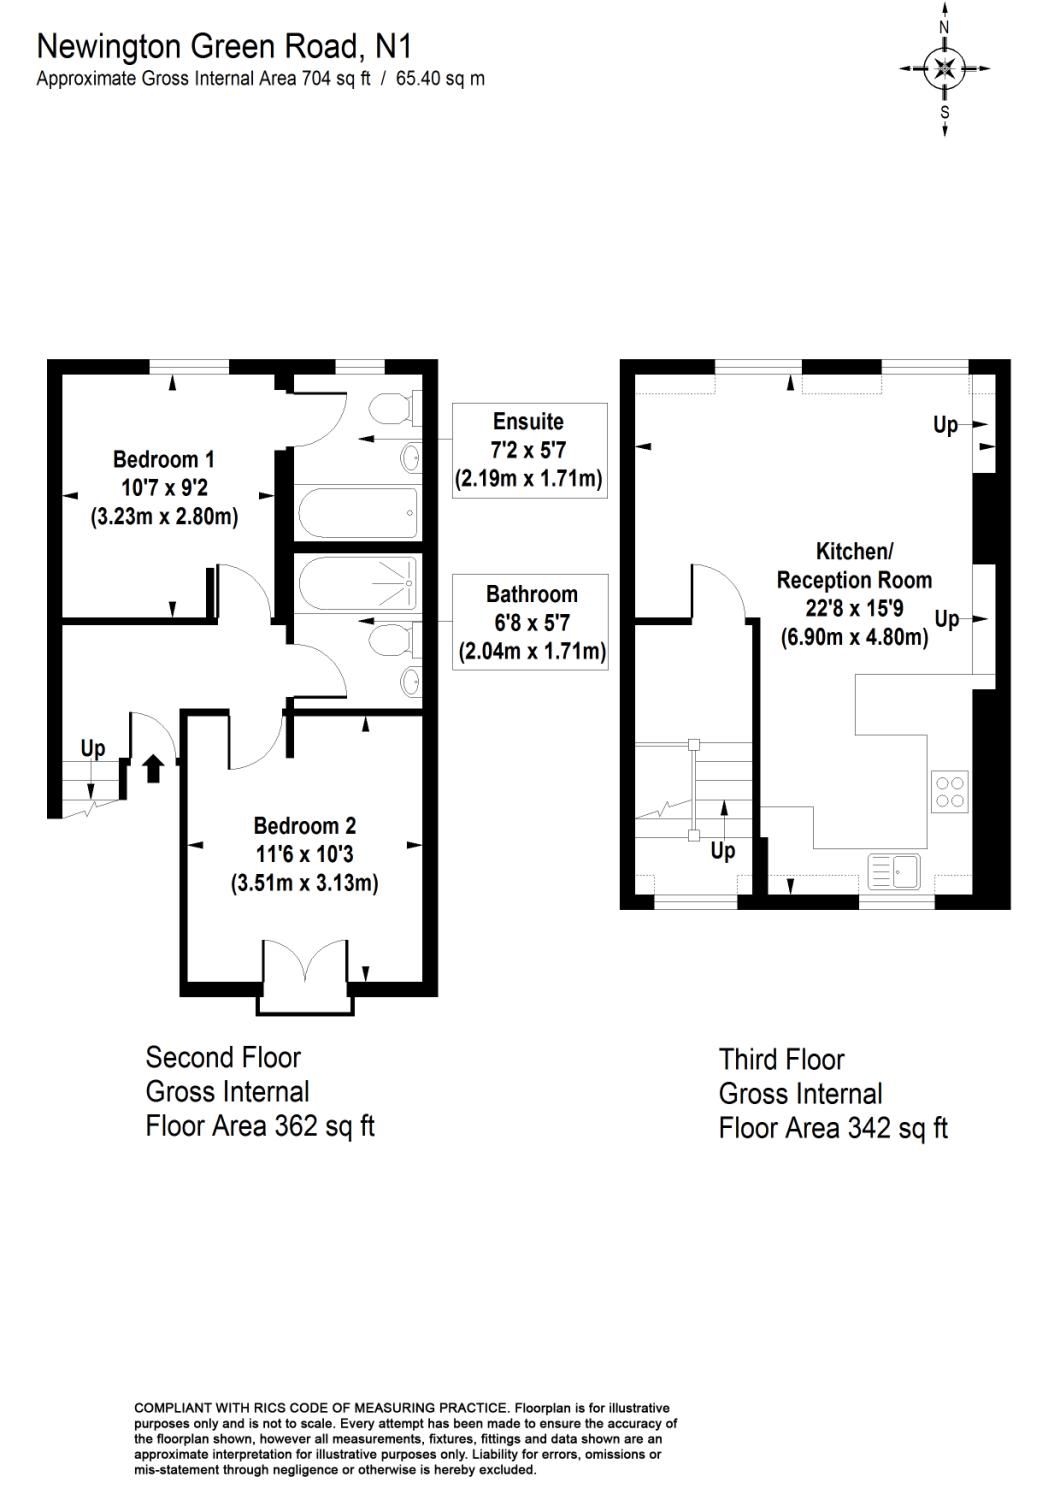 Newington Green Road, N1
Approximate Gross Internal Area 704 sq ft / 65.40 sq m
N
S
Bedroom 1
10'7 x 9'2
(3.23m x 2.80m)
Ensuite
7'2 x 5'7
(2.19m x 1.71m)
Bathroom
6'8 x 5'7
(2.04m x 1.71m)
Up
Bedroom 2
11'6 x 10'3
(3.51m x 3.13m)
Up
Kitchen/
Reception Room
22'8 x 15'9
(6.90m x 4.80m)
Up
Up
Second Floor
Gross Internal
Floor Area 362 sq ft
Third Floor
Gross Internal
Floor Area 342 sq ft
COMPLIANT WITH RICS CODE OF MEASURING PRACTICE. Floorplan is for illustrative
purposes only and is not to scale. Every attempt has been made to ensure the accuracy of
the floorplan shown, however all measurements, fixtures, fittings and data shown are an
approximate interpretation for illustrative purposes only. Liability for errors, omissions or
mis-statement through negligence or otherwise is hereby excluded.